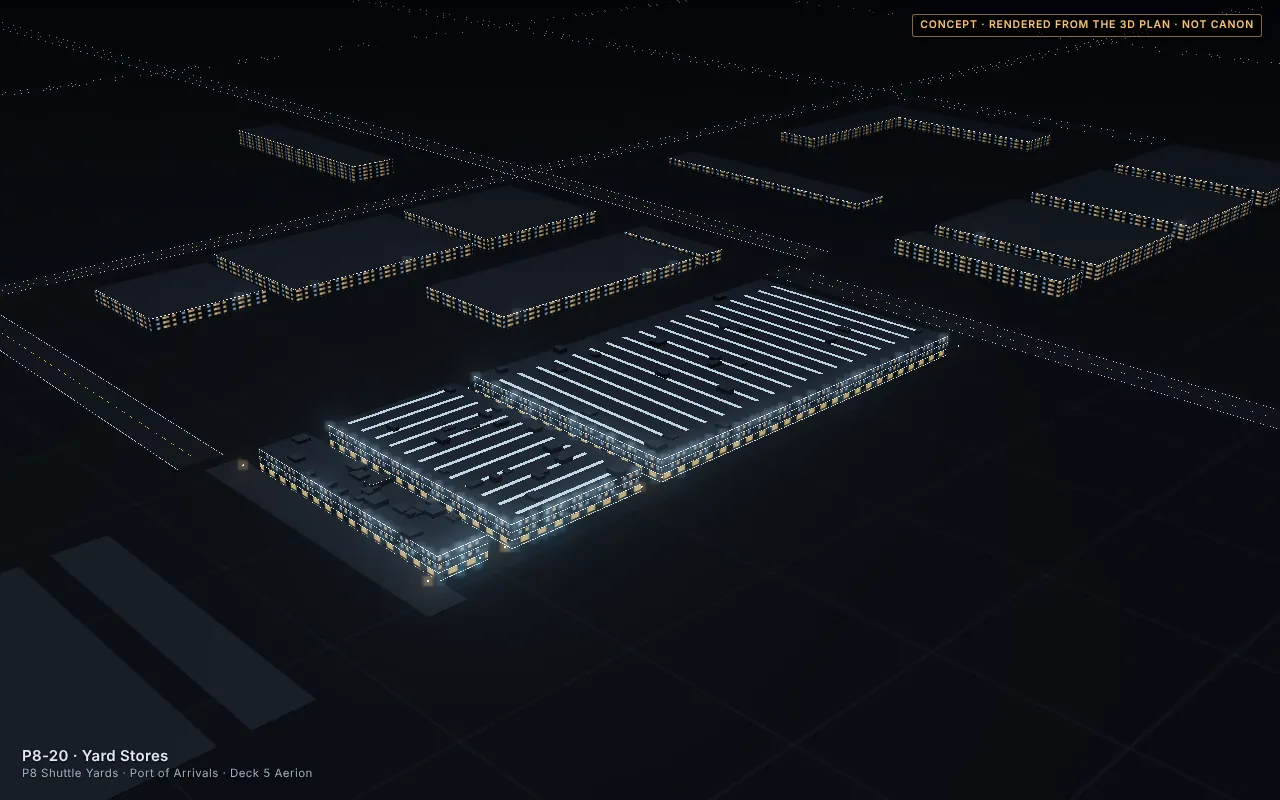 CONCEPT · RENDERED FROM THE 3D PLAN · NOT CANON
P8-20 · Yard Stores
P8 Shuttle Yards · Port of Arrivals · Deck 5 Aerion